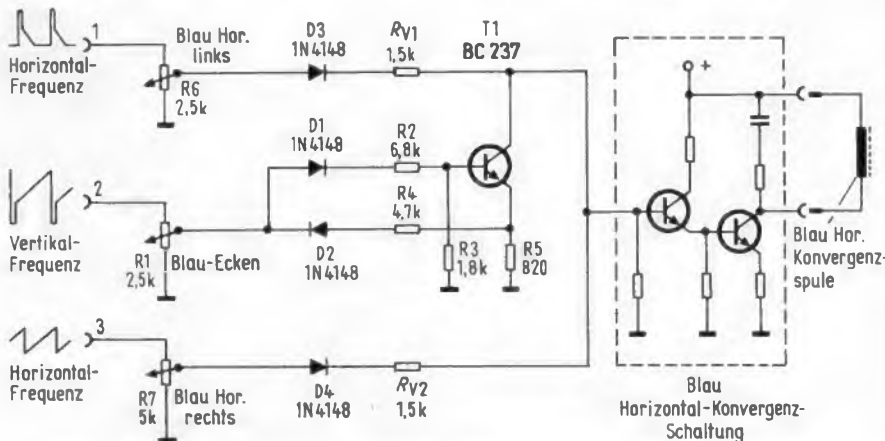 1
Horizontal-
Frequenz
Blau Hor.
links
R6
2,5k
D3
1N4148
RV1
1,5k
T1
BC 237
D1
1N4148
R2
6,8k
R4
4,7k
2
Vertikal-
Frequenz
R1
2,5k
Blau-Ecken
D2
1N4148
R3
1,8k
R5
820
3
Horizontal-
Frequenz
R7
5k
Blau Hor.
rechts
D4
1N4148
RV2
1,5k
+
Blau Hor.
Konvergenz-
spule
Blau
Horizontal-Konvergenz-
Schaltung